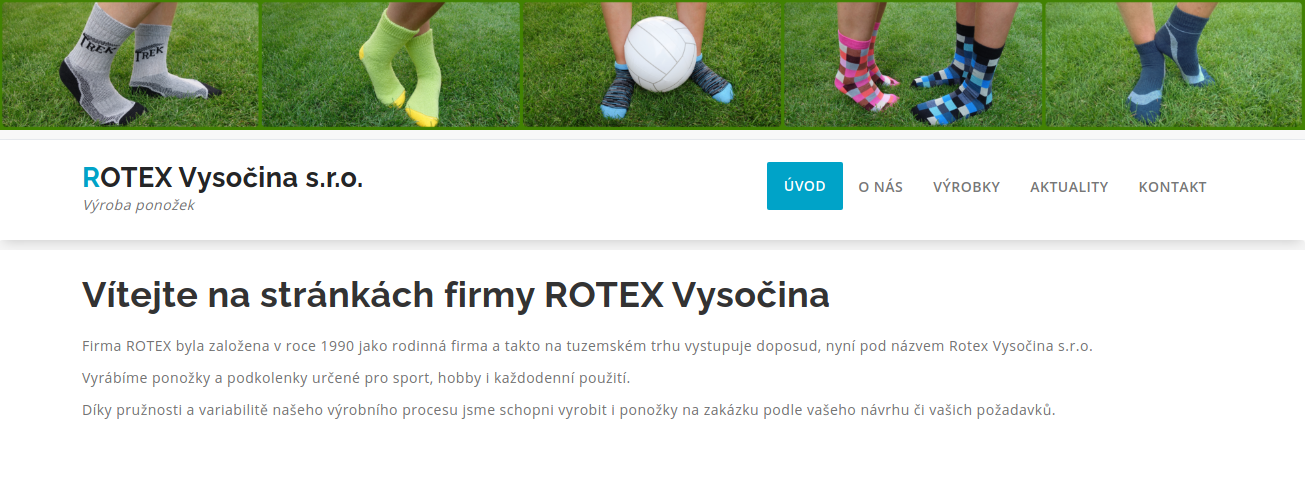 TREK TREK
ROTEX Vysočina s.r.o.
Výroba ponožek
ÚVOD O NÁS VÝROBKY AKTUALITY KONTAKT
Vítejte na stránkách firmy ROTEX Vysočina
Firma ROTEX byla založena v roce 1990 jako rodinná firma a takto na tuzemském trhu vystupuje doposud, nyní pod názvem Rotex Vysočina s.r.o.
Vyrábíme ponožky a podkolenky určené pro sport, hobby i každodenní použití.
Díky pružnosti a variabilitě našeho výrobního procesu jsme schopni vyrobit i ponožky na zakázku podle vašeho návrhu či vašich požadavků.